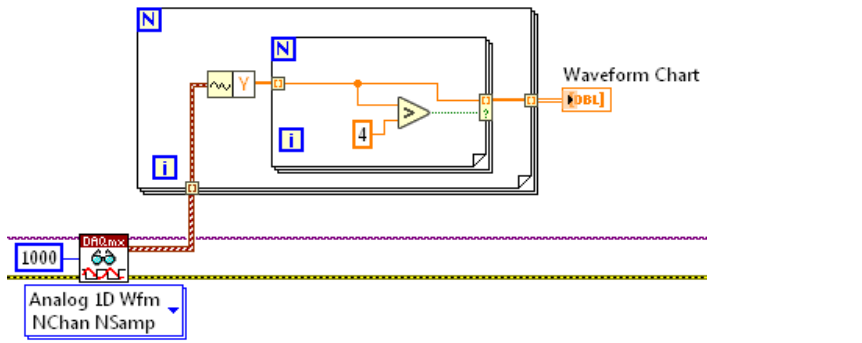 N
N
Y
Waveform Chart
>
DBL]
?
4
i
i
DAQmx
1000
Analog 1D Wfm
NChan NSamp